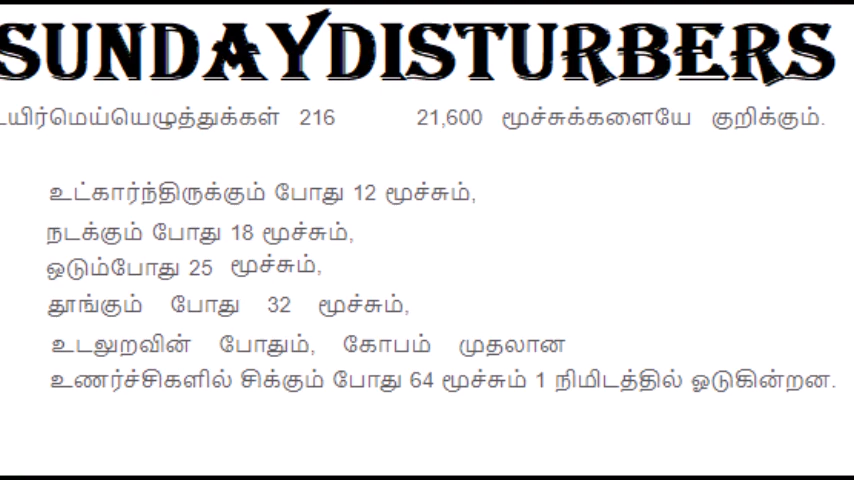 SUNDAYDISTURBERS
யிர்மெய்யெழுத்துக்கள் 216 21,600 மூச்சுக்களையே குறிக்கும்.
உட்கார்ந்திருக்கும் போது 12 மூச்சும்,
நடக்கும் போது 18 மூச்சும்,
ஒடும்போது 25 மூச்சும்,
தூங்கும் போது 32 மூச்சும்,
உடலுறவின் போதும், கோபம் முதலான
உணர்ச்சிகளில் சிக்கும் போது 64 மூச்சும் 1 நிமிடத்தில் ஓடுகின்றன.